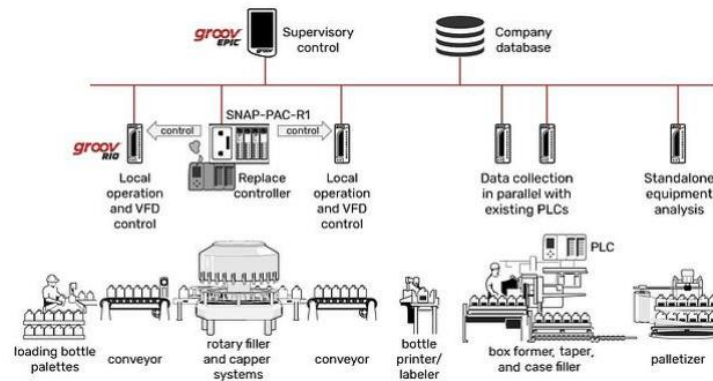 groov
EPIC
Supervisory
control
Company
database
SNAP-PAC-R1
control
control
groov
RIO
Local
operation
and VFD
control
Replace
controller
Local
operation
and VFD
control
Data collection
in parallel with
existing PLCs
Standalone
equipment
analysis
PLC
loading bottle
palettes
conveyor
rotary filler
and capper
systems
conveyor
bottle
printer/
labeler
box former, taper,
and case filler
palletizer